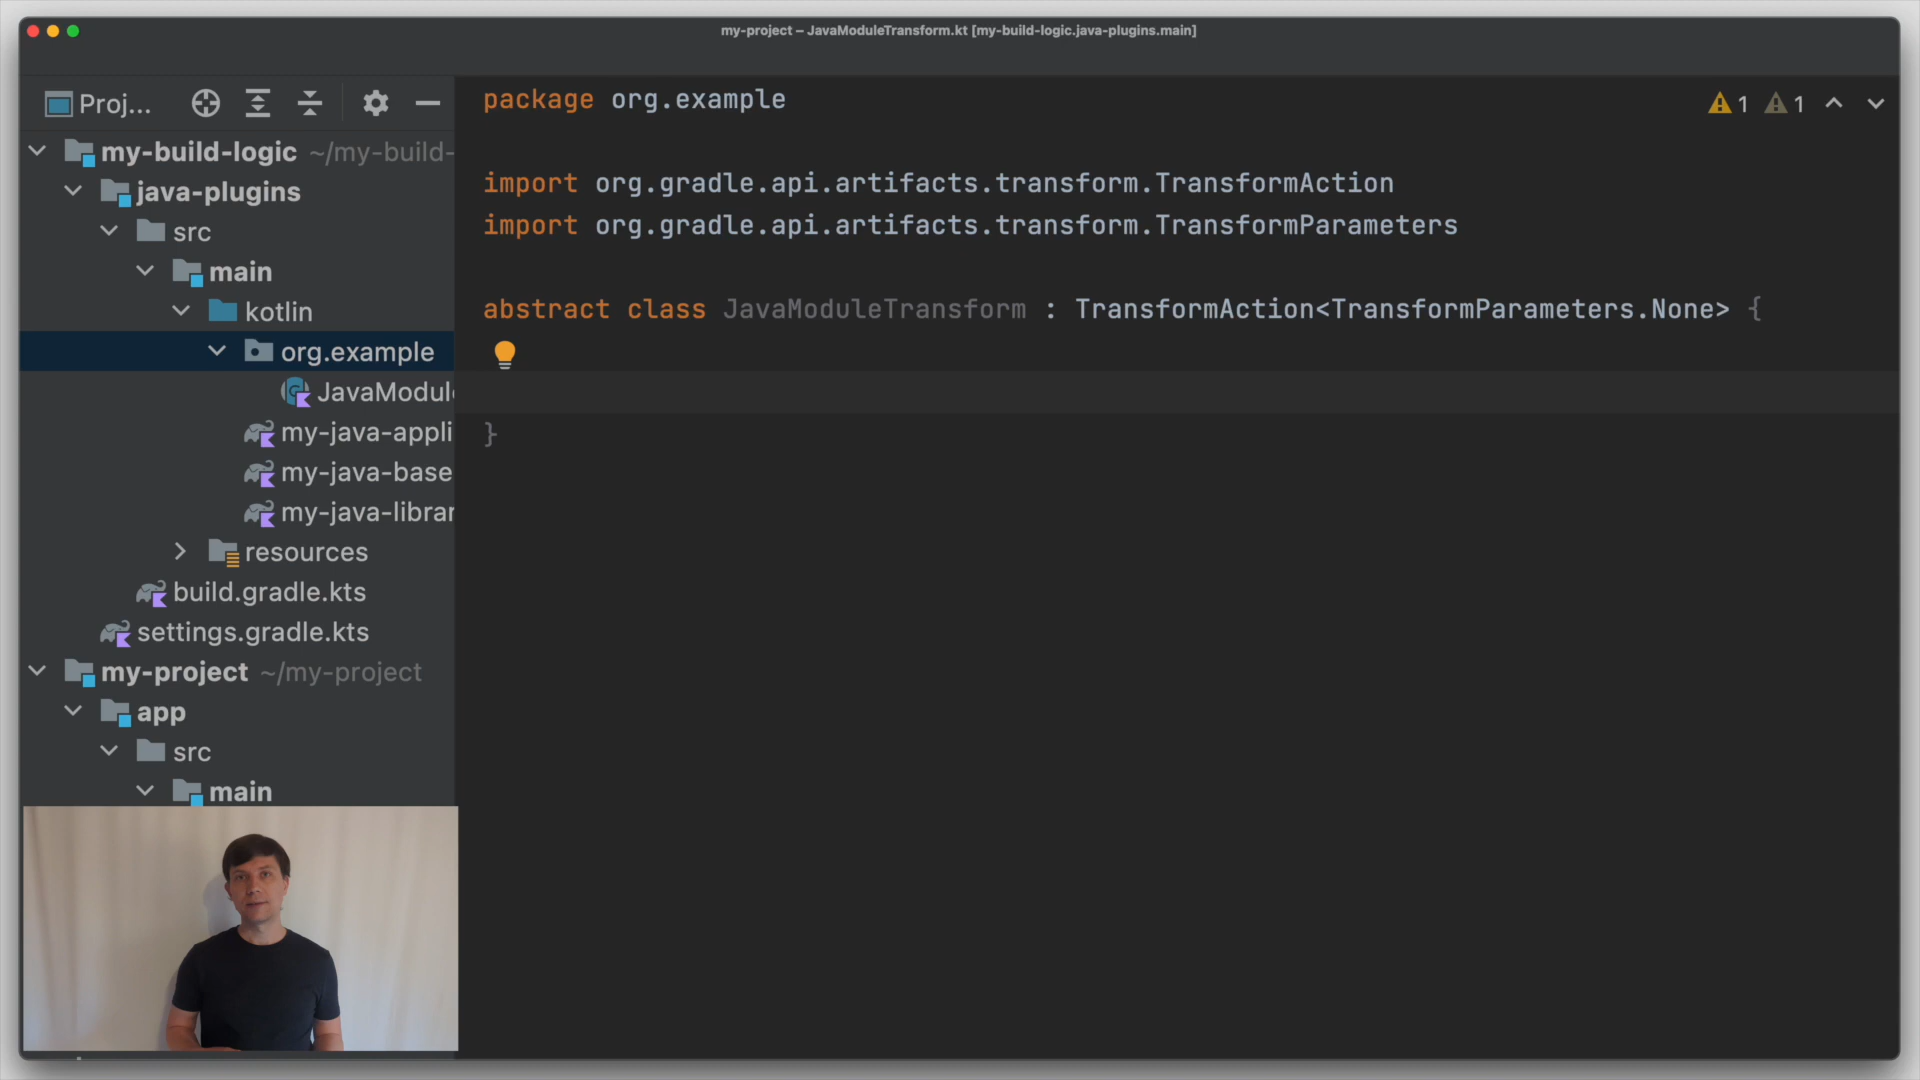 my-project – JavaModuleTransform.kt [my-build-logic.java-plugins.main]
Proj...
my-build-logic ~/my-build-
java-plugins
src
main
kotlin
org.example
JavaModule
my-java-appli
my-java-base
my-java-librar
resources
build.gradle.kts
settings.gradle.kts
my-project ~/my-project
app
src
main
package org.example
1 1
import org.gradle.api.artifacts.transform.TransformAction
import org.gradle.api.artifacts.transform.TransformParameters
abstract class JavaModuleTransform : TransformAction<TransformParameters.None> {
}